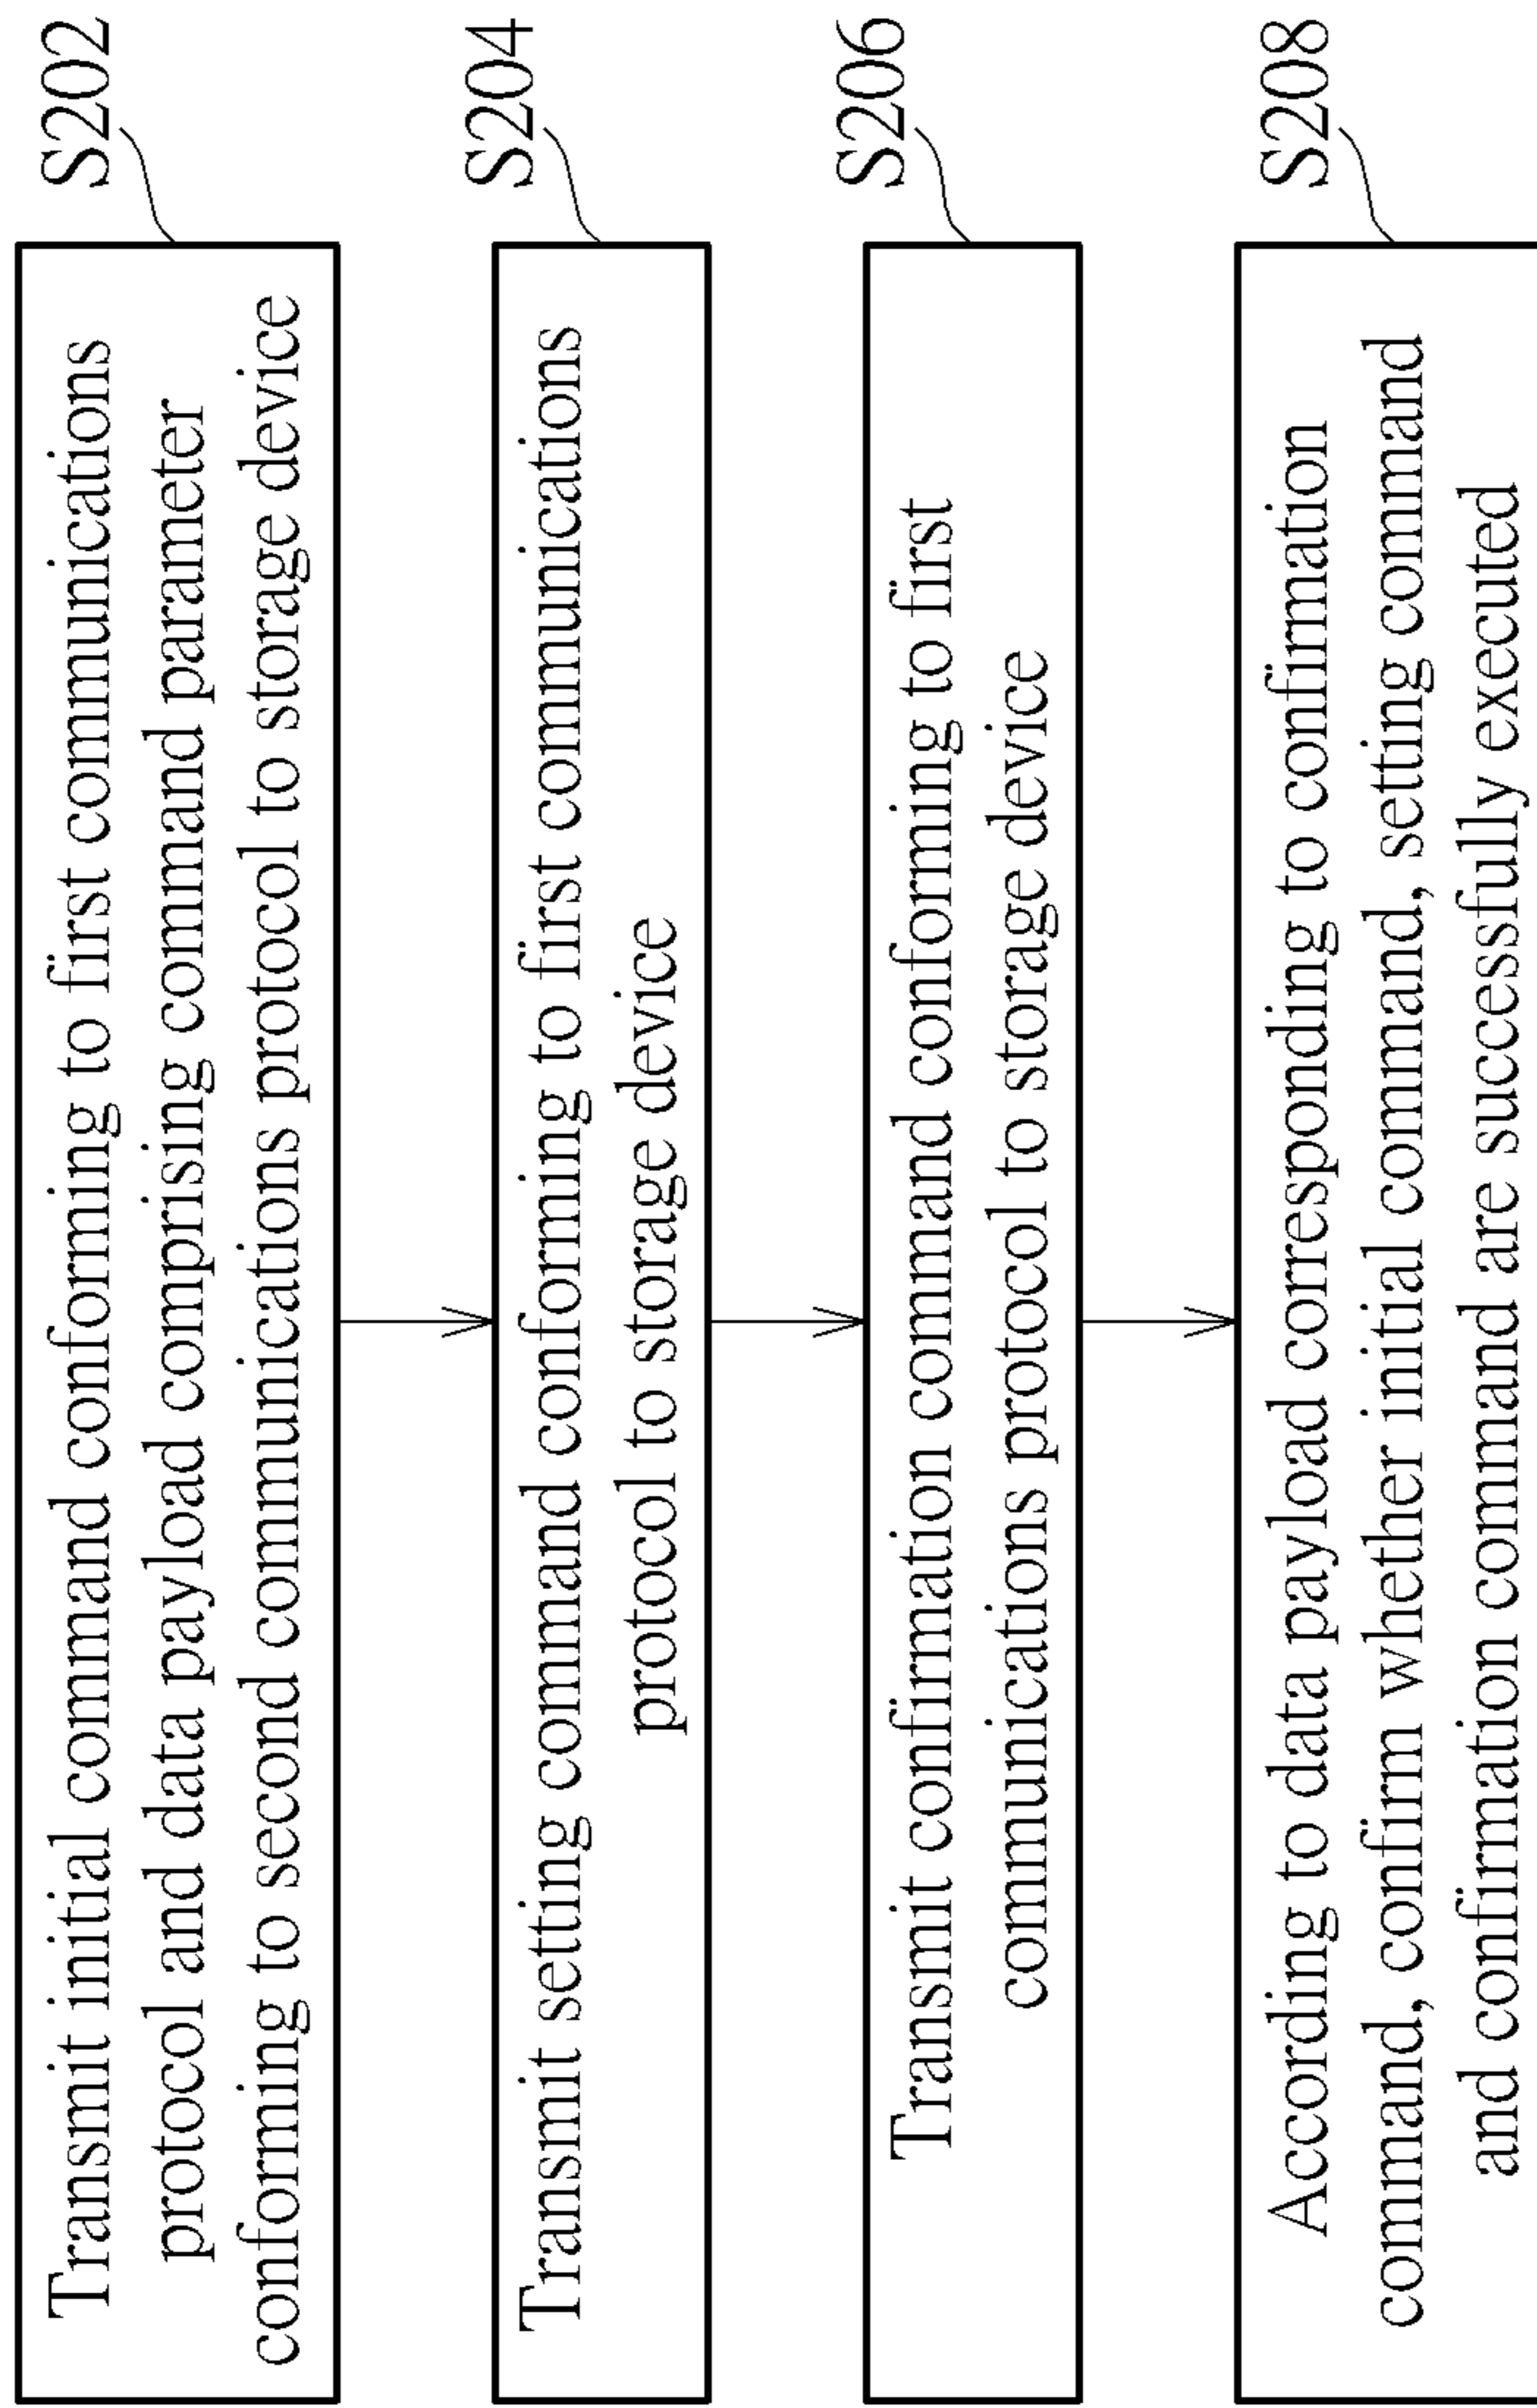 Transmit initial command conforming to first communications
protocol and data payload comprising command parameter
conforming to second communications protocol to storage device
S202
Transmit setting command conforming to first communications
protocol to storage device
S204
Transmit confirmation command conforming to first
communications protocol to storage device
S206
According to data payload corresponding to confirmation
command, confirm whether initial command, setting command
and confirmation command are successfully executed
S208